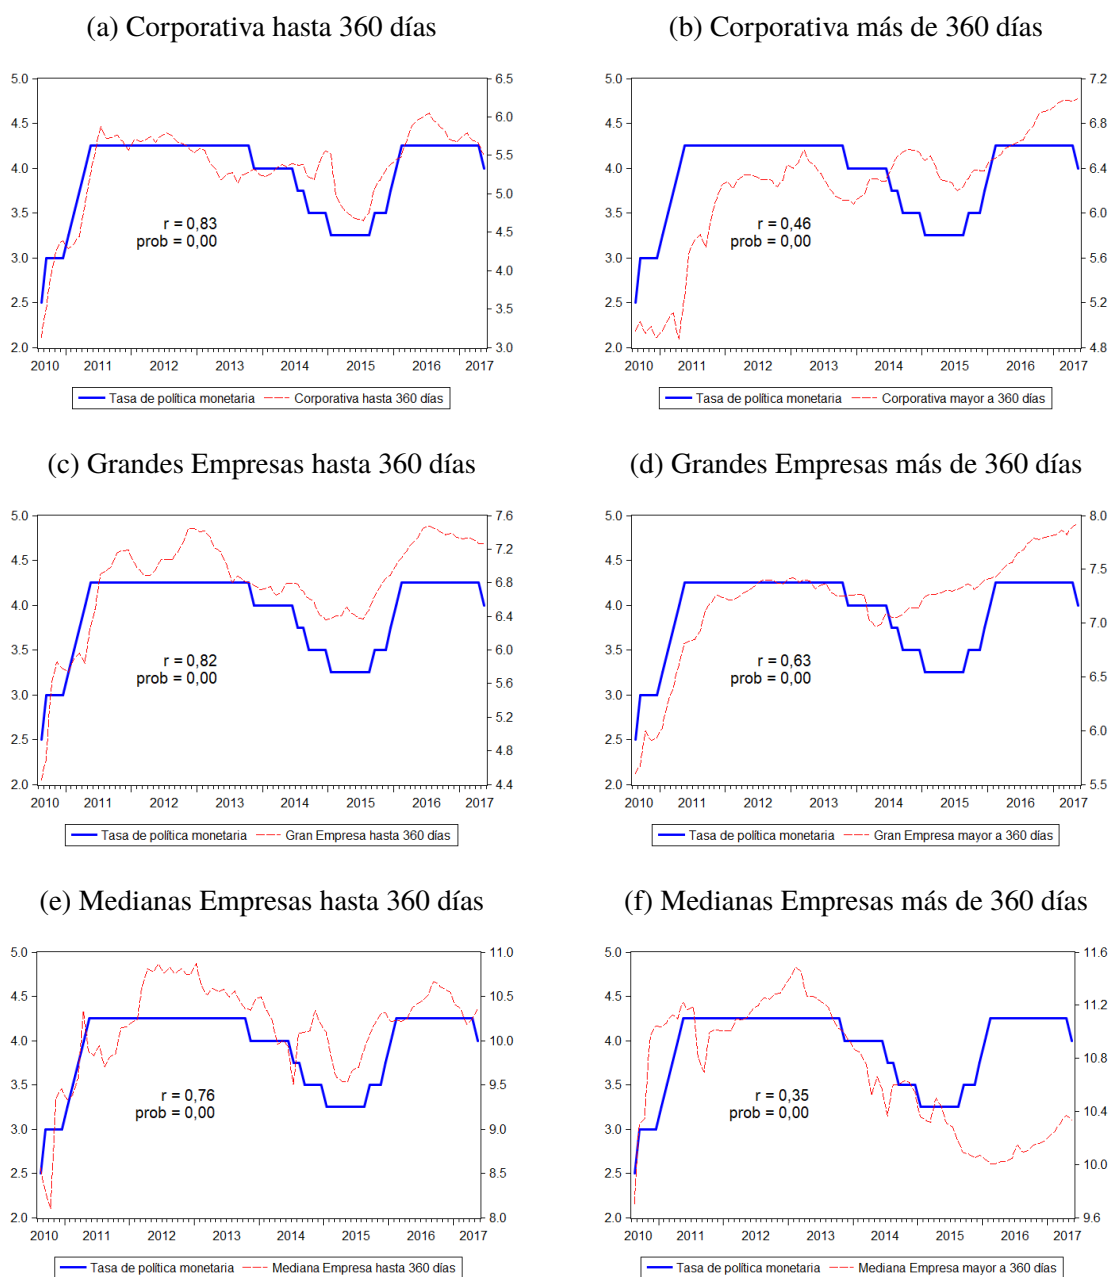 (a) Corporativa hasta 360 días
5.0
4.5
4.0
3.5
3.0
2.5
2.0
6.5
6.0
5.5
5.0
4.5
4.0
3.5
3.0
r = 0,83
prob = 0,00
2010 2011 2012 2013 2014 2015 2016 2017
Tasa de política monetaria Corporativa hasta 360 días
(b) Corporativa más de 360 días
5.0
4.5
4.0
3.5
3.0
2.5
2.0
7.2
6.8
6.4
6.0
5.6
5.2
4.8
r = 0,46
prob = 0,00
2010 2011 2012 2013 2014 2015 2016 2017
Tasa de política monetaria Corporativa mayor a 360 días
(c) Grandes Empresas hasta 360 días
5.0
4.5
4.0
3.5
3.0
2.5
2.0
7.6
7.2
6.8
6.4
6.0
5.6
5.2
4.8
4.4
r = 0,82
prob = 0,00
2010 2011 2012 2013 2014 2015 2016 2017
Tasa de política monetaria Gran Empresa hasta 360 días
(d) Grandes Empresas más de 360 días
5.0
4.5
4.0
3.5
3.0
2.5
2.0
8.0
7.5
7.0
6.5
6.0
5.5
r = 0,63
prob = 0,00
2010 2011 2012 2013 2014 2015 2016 2017
Tasa de política monetaria Gran Empresa mayor a 360 días
(e) Medianas Empresas hasta 360 días
5.0
4.5
4.0
3.5
3.0
2.5
2.0
11.0
10.5
10.0
9.5
9.0
8.5
8.0
r = 0,76
prob = 0,00
2010 2011 2012 2013 2014 2015 2016 2017
Tasa de política monetaria Mediana Empresa hasta 360 días
(f) Medianas Empresas más de 360 días
5.0
4.5
4.0
3.5
3.0
2.5
2.0
11.6
11.2
10.8
10.4
10.0
9.6
r = 0,35
prob = 0,00
2010 2011 2012 2013 2014 2015 2016 2017
Tasa de política monetaria Mediana Empresa mayor a 360 días